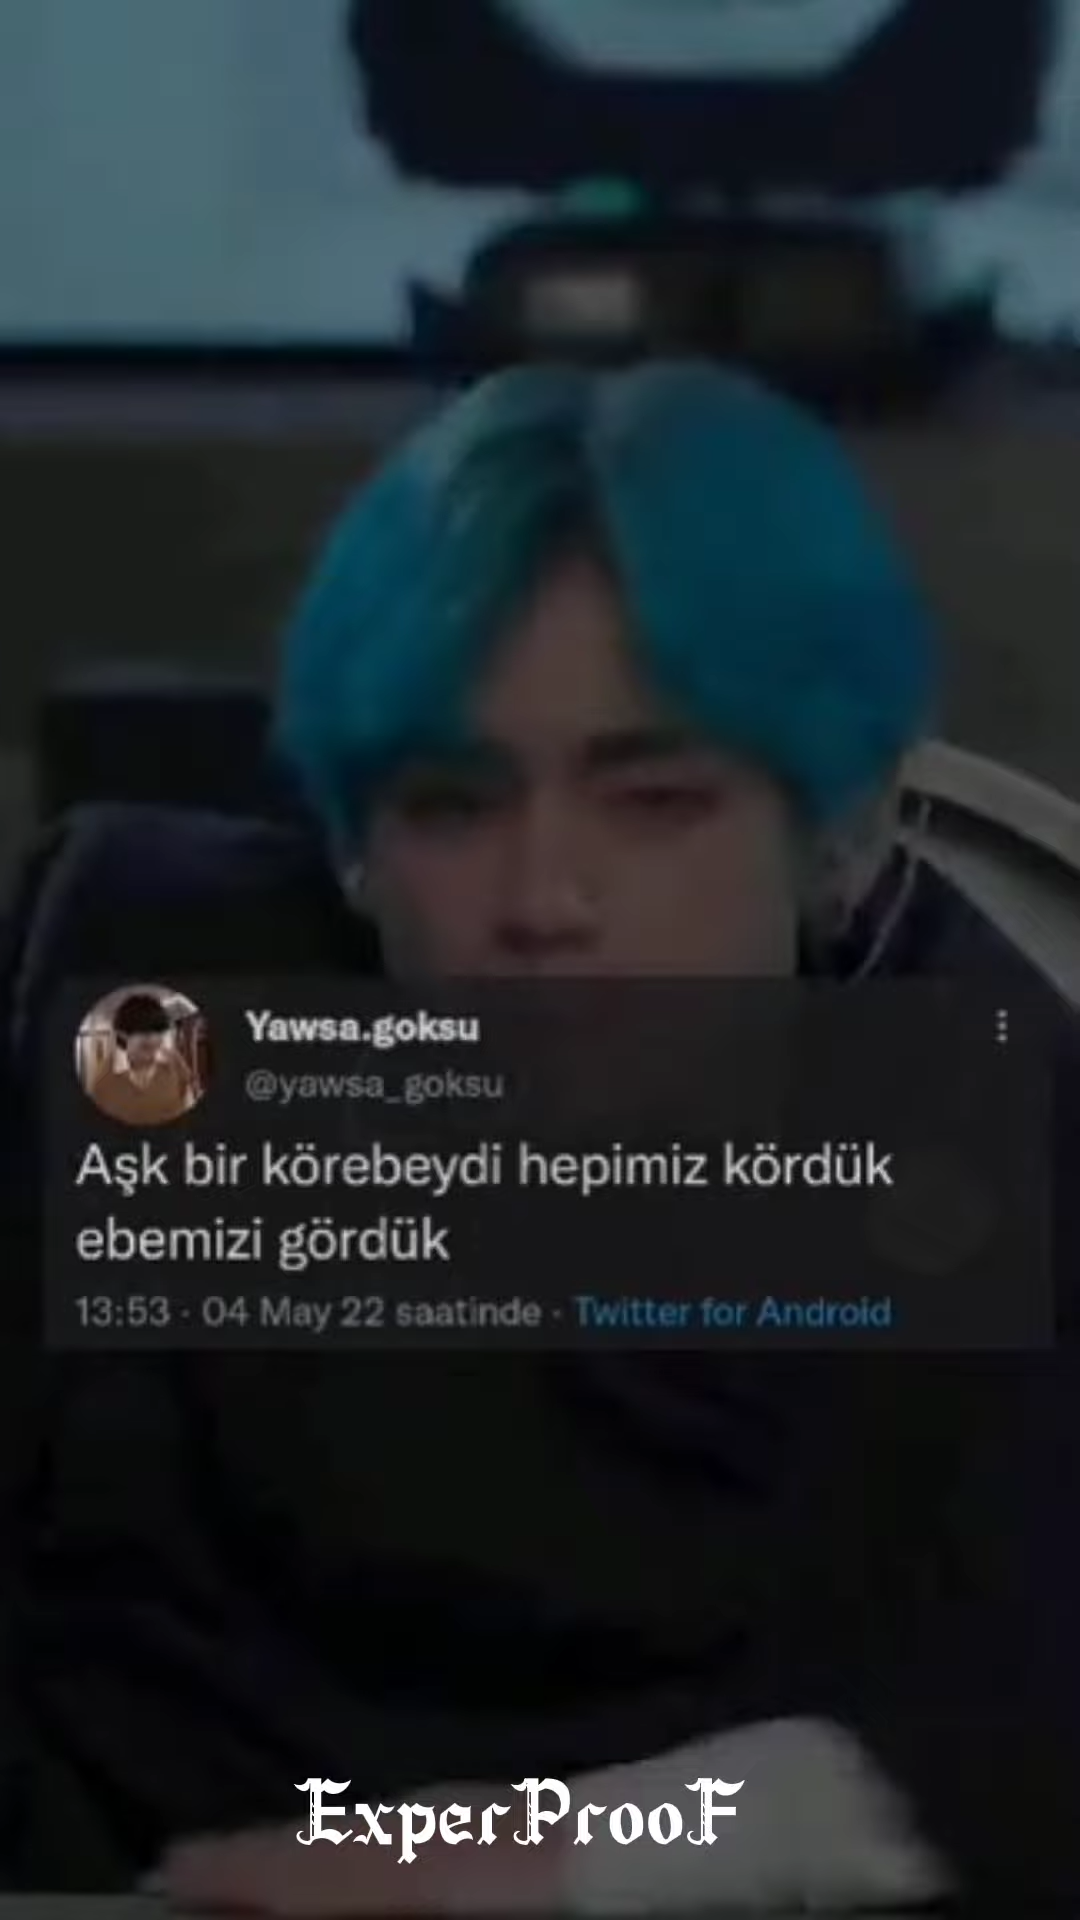 Yawsa.goksu
@yawsa_goksu
Aşk bir körebeydi hepimiz kördük
ebemizi gördük
13:53 · 04 May 22 saatinde · Twitter for Android
ExperProoF